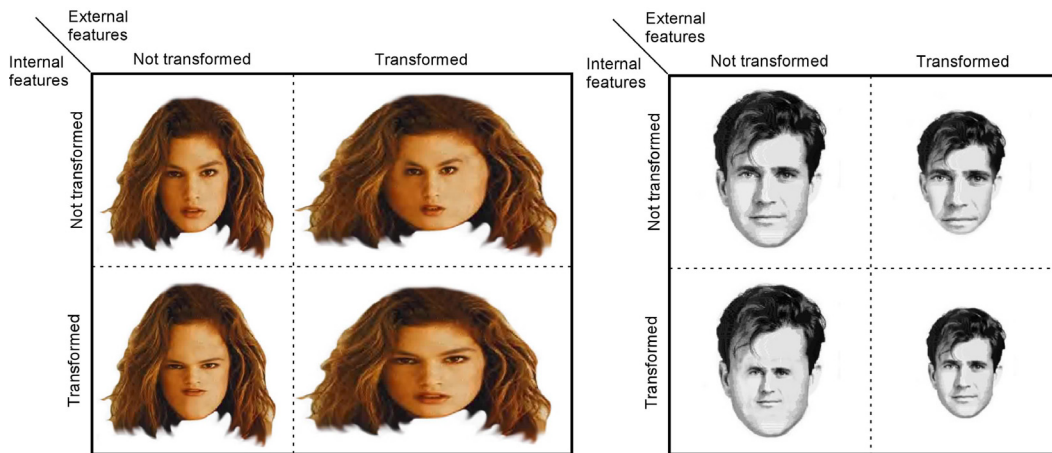 External
features
Internal
features
Not transformed
Transformed
Not transformed
Transformed
External
features
Internal
features
Not transformed
Transformed
Not transformed
Transformed